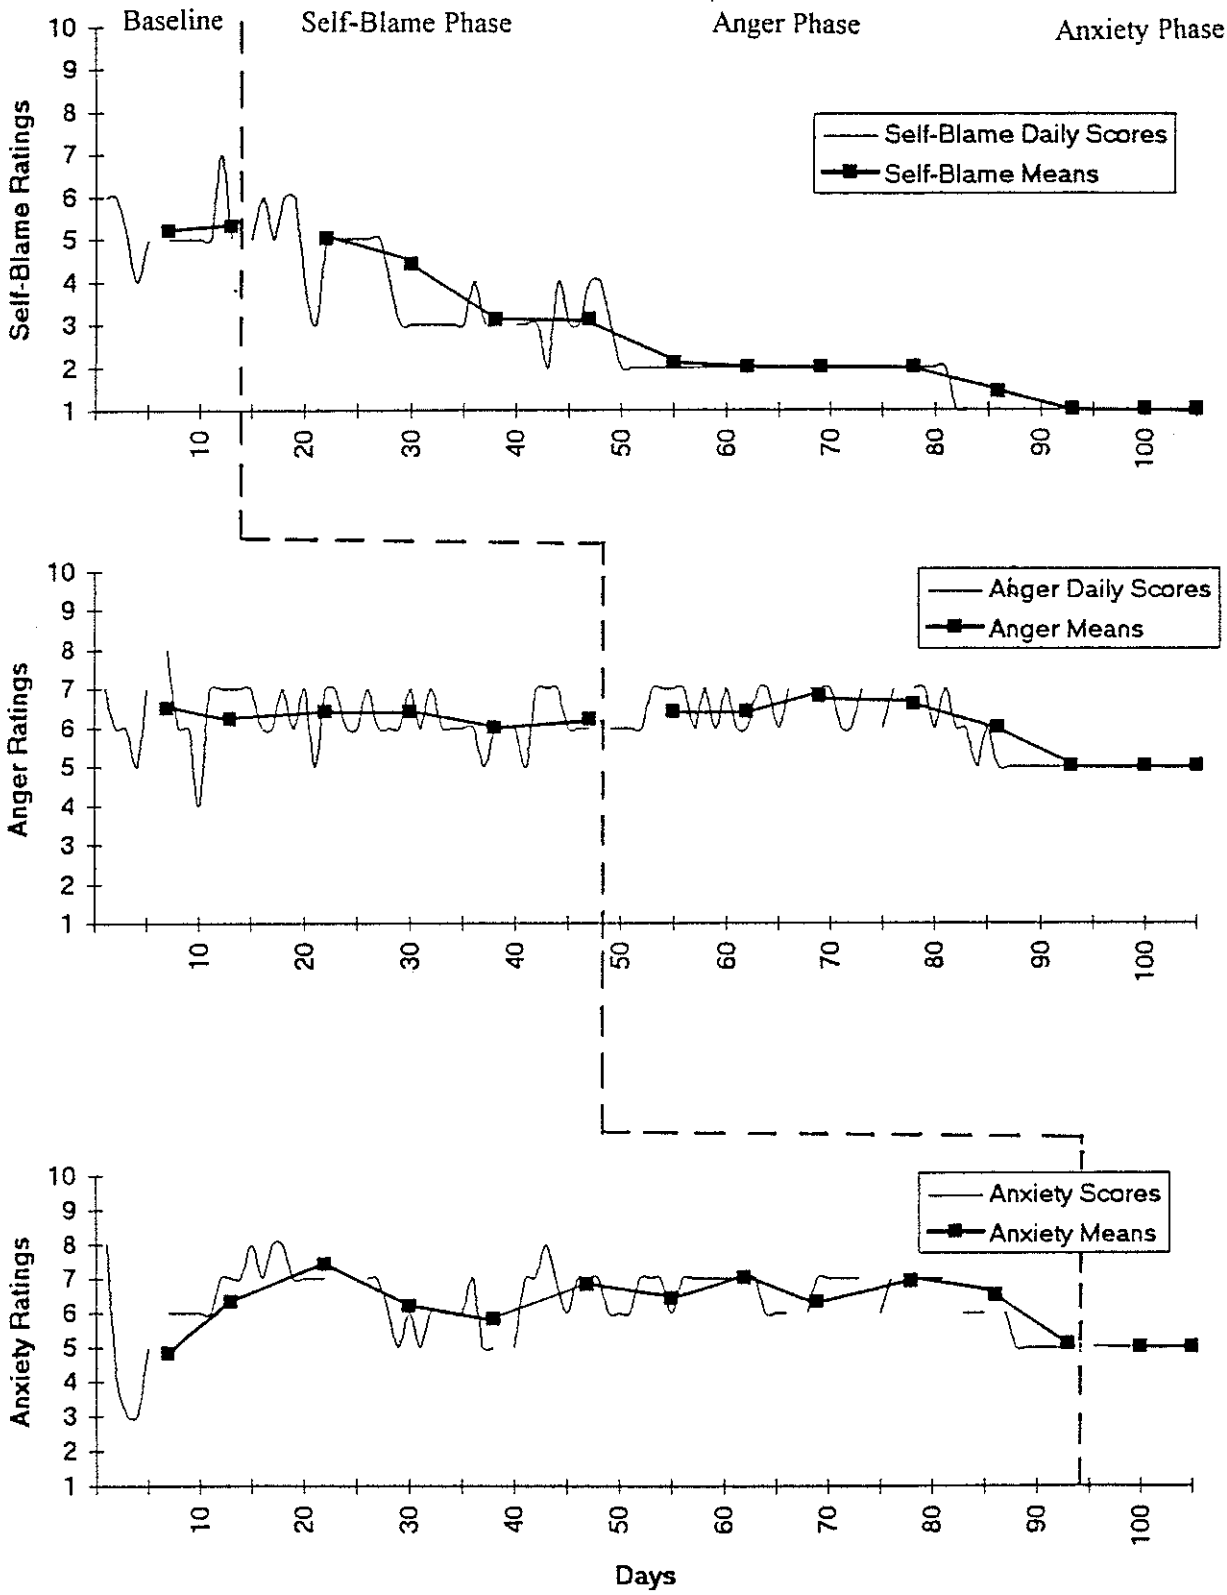 Baseline Self-Blame Phase Anger Phase Anxiety Phase
Self-Blame Ratings
10
9
8
7
6
5
4
3
2
1
Self-Blame Daily Scores
Self-Blame Means
10 20 30 40 50 60 70 80 90 100
Anger Ratings
10
9
8
7
6
5
4
3
2
1
Anger Daily Scores
Anger Means
10 20 30 40 50 60 70 80 90 100
Anxiety Ratings
10
9
8
7
6
5
4
3
2
1
Anxiety Scores
Anxiety Means
10 20 30 40 50 60 70 80 90 100
Days